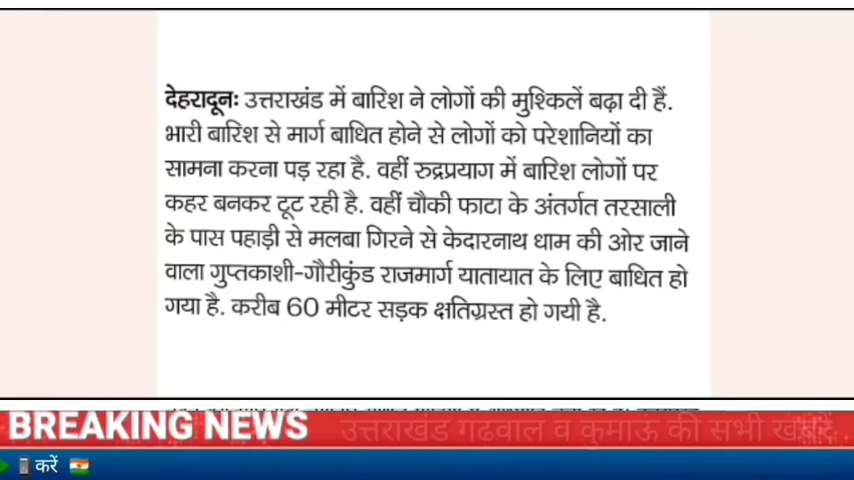 देहरादूनः उत्तराखंड में बारिश ने लोगों की मुश्किलें बढ़ा दी हैं.
भारी बारिश से मार्ग बाधित होने से लोगों को परेशानियों का
सामना करना पड़ रहा है. वहीं रुद्रप्रयाग में बारिश लोगों पर
कहर बनकर टूट रही है. वहीं चौकी फाटा के अंतर्गत तरसाली
के पास पहाड़ी से मलबा गिरने से केदारनाथ धाम की ओर जाने
वाला गुप्तकाशी-गौरीकुंड राजमार्ग यातायात के लिए बाधित हो
गया है. करीब 60 मीटर सड़क क्षतिग्रस्त हो गयी है.
BREAKING NEWS
उत्तराखंड गढ़वाल व कुमाऊं की सभी खबरें
करें